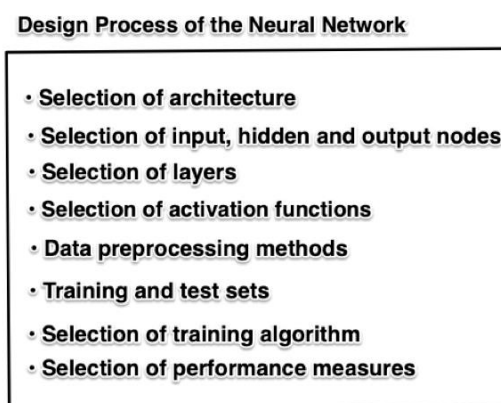 Design Process of the Neural Network
· Selection of architecture
· Selection of input, hidden and output nodes
· Selection of layers
· Selection of activation functions
· Data preprocessing methods
· Training and test sets
· Selection of training algorithm
· Selection of performance measures